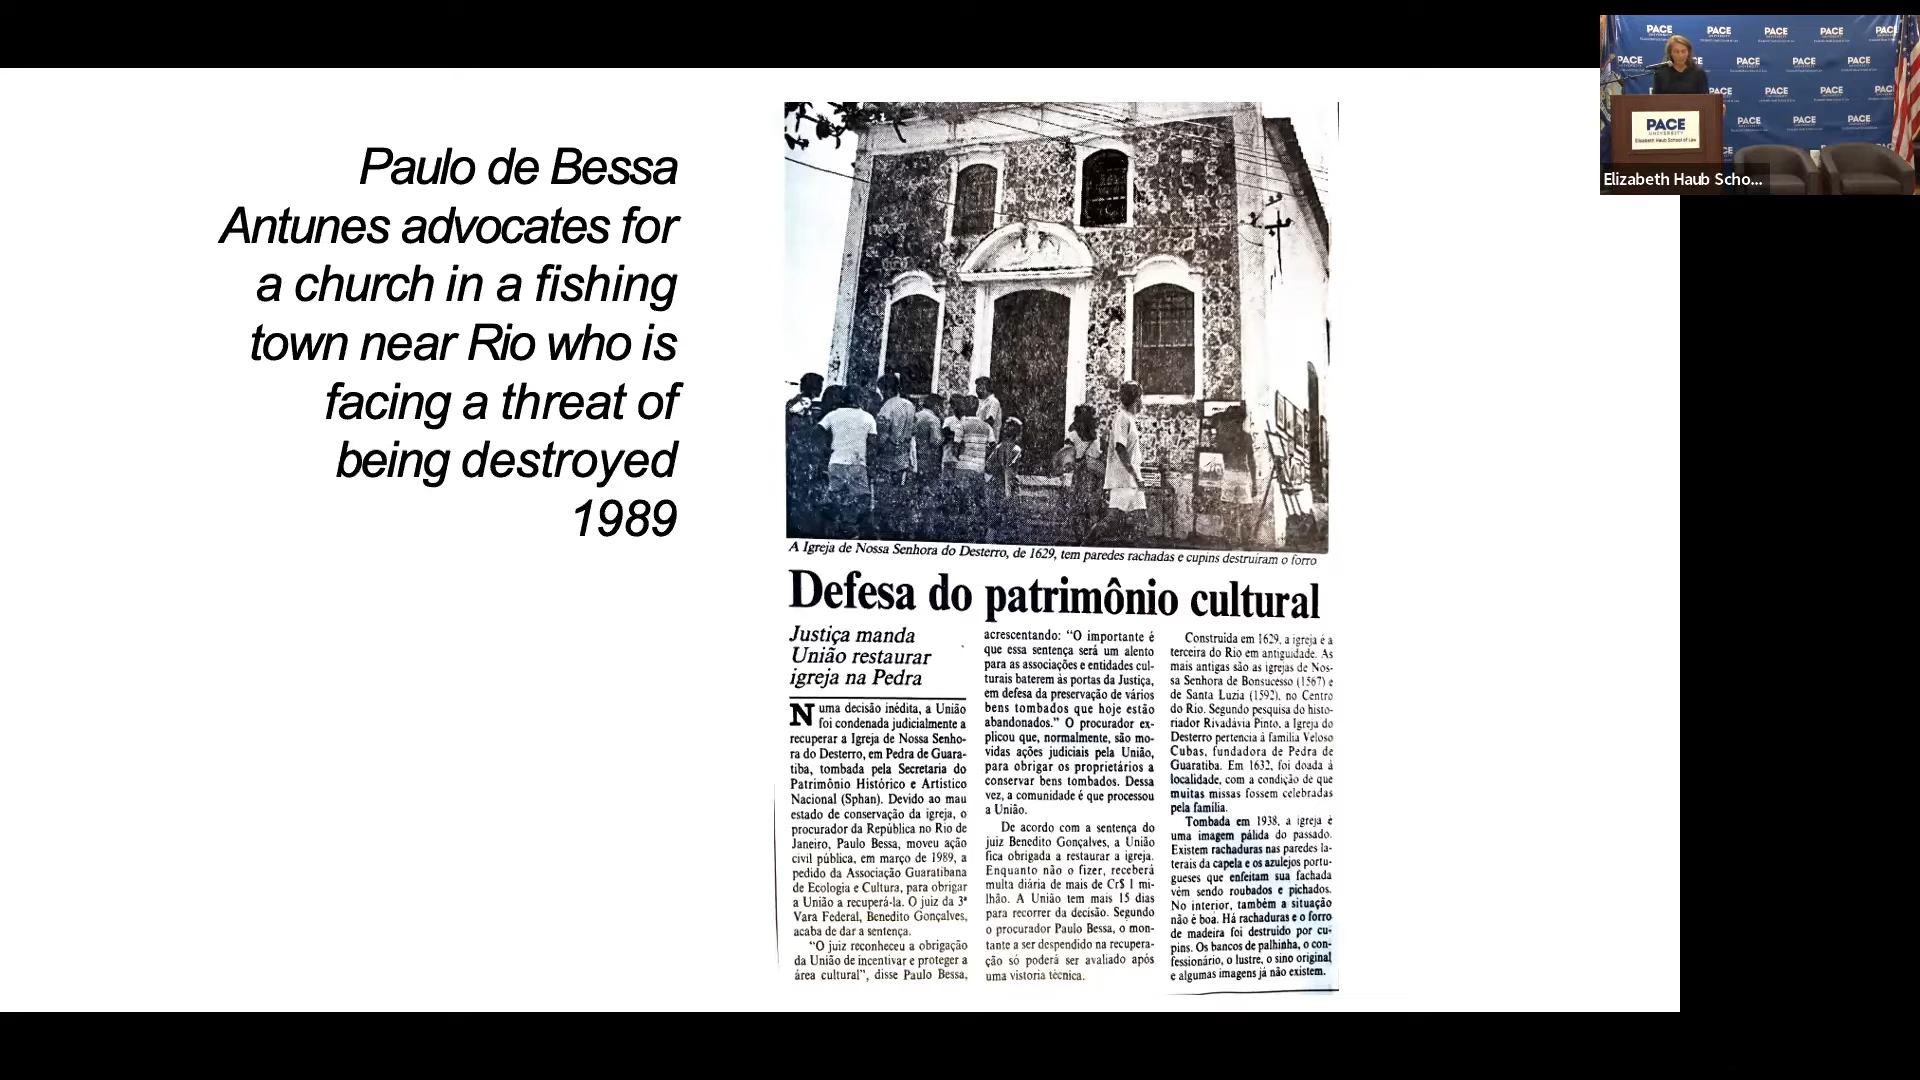 Paulo de Bessa
Antunes advocates for
a church in a fishing
town near Rio who is
facing a threat of
being destroyed
1989
A Igreja de Nossa Senhora do Desterro, de 1629, tem paredes rachadas e cupins destruíram o forro
Defesa do patrimônio cultural
Justiça manda
União restaurar
igreja na Pedra
Numa decisão inédita, a União
foi condenada judicialmente a
recuperar a Igreja de Nossa Senho-
ra do Desterro, em Pedra de Guara-
tiba, tombada pela Secretaria do
Patrimônio Histórico e Artístico
Nacional (Sphan). Devido ao mau
estado de conservação da igreja, o
procurador da República no Rio de
Janeiro, Paulo Bessa, moveu ação
civil pública, em março de 1989, a
pedido da Associação Guaratibana
de Ecologia e Cultura, para obrigar
a União a recuperá-la. O juiz da 3ª
Vara Federal, Benedito Gonçalves,
acaba de dar a sentença.
"O juiz reconheceu a obrigação
da União de incentivar e proteger a
área cultural", disse Paulo Bessa,
acrescentando: "O importante é
que essa sentença será um alento
para as associações e entidades cul-
turais baterem às portas da Justiça,
em defesa da preservação de vários
bens tombados que hoje estão
abandonados." O procurador ex-
plicou que, normalmente, são mo-
vidas ações judiciais pela União,
para obrigar os proprietários a
conservar bens tombados. Dessa
vez, a comunidade é que processou
a União.
De acordo com a sentença do
juiz Benedito Gonçalves, a União
fica obrigada a restaurar a igreja.
Enquanto não o fizer, receberá
multa diária de mais de Cr$ 1 mi-
lhão. A União tem mais 15 dias
para recorrer da decisão. Segundo
o procurador Paulo Bessa, o mon-
tante a ser despendido na recupera-
ção só poderá ser avaliado após
uma vistoria técnica.
Construída em 1629, a igreja é a
terceira do Rio em antiguidade. As
mais antigas são as igrejas de Nos-
sa Senhora de Bonsucesso (1567) e
de Santa Luzia (1592), no Centro
do Rio. Segundo pesquisa do histo-
riador Rivadávia Pinto, a Igreja do
Desterro pertencia à família Veloso
Cubas, fundadora de Pedra de
Guaratiba. Em 1632, foi doada à
localidade, com a condição de que
muitas missas fossem celebradas
pela família.
Tombada em 1938, a igreja é
uma imagem pálida do passado.
Existem rachaduras nas paredes la-
terais da capela e os azulejos portu-
gueses que enfeitam sua fachada
vêm sendo roubados e pichados.
No interior, também a situação
não é boa. Há rachaduras e o forro
de madeira foi destruído por cu-
pins. Os bancos de palhinha, o con-
fessionário, o lustre, o sino original
e algumas imagens já não existem.
PACE
UNIVERSITY
Elisabeth Haub School of Law
Elizabeth Haub Scho...